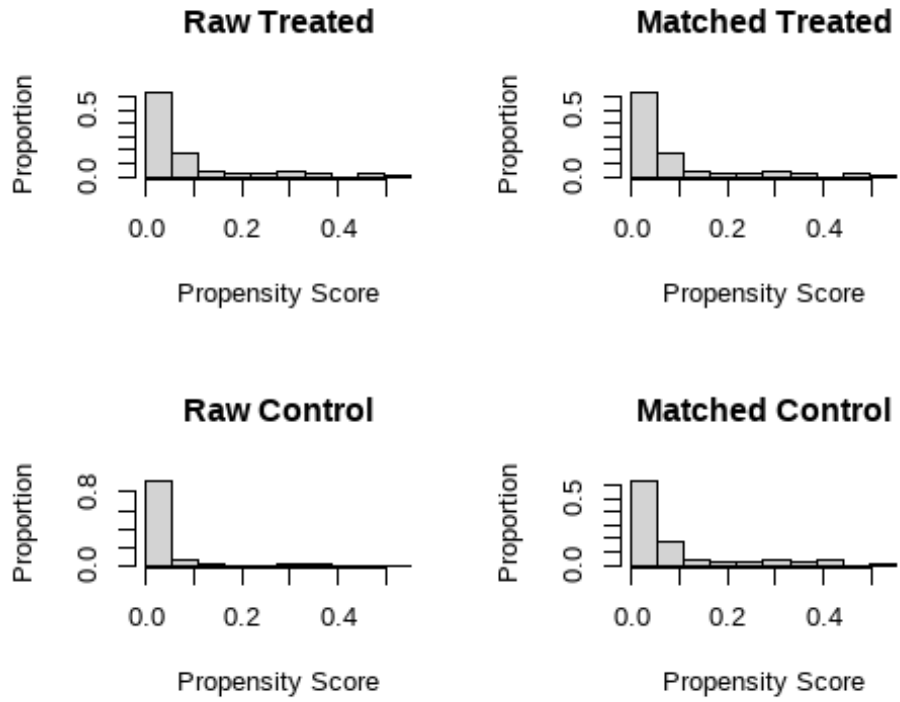 Raw Treated
Proportion
0.5
0.0
0.0 0.2 0.4
Propensity Score
Matched Treated
Proportion
0.5
0.0
0.0 0.2 0.4
Propensity Score
Raw Control
Proportion
0.8
0.0
0.0 0.2 0.4
Propensity Score
Matched Control
Proportion
0.5
0.0
0.0 0.2 0.4
Propensity Score